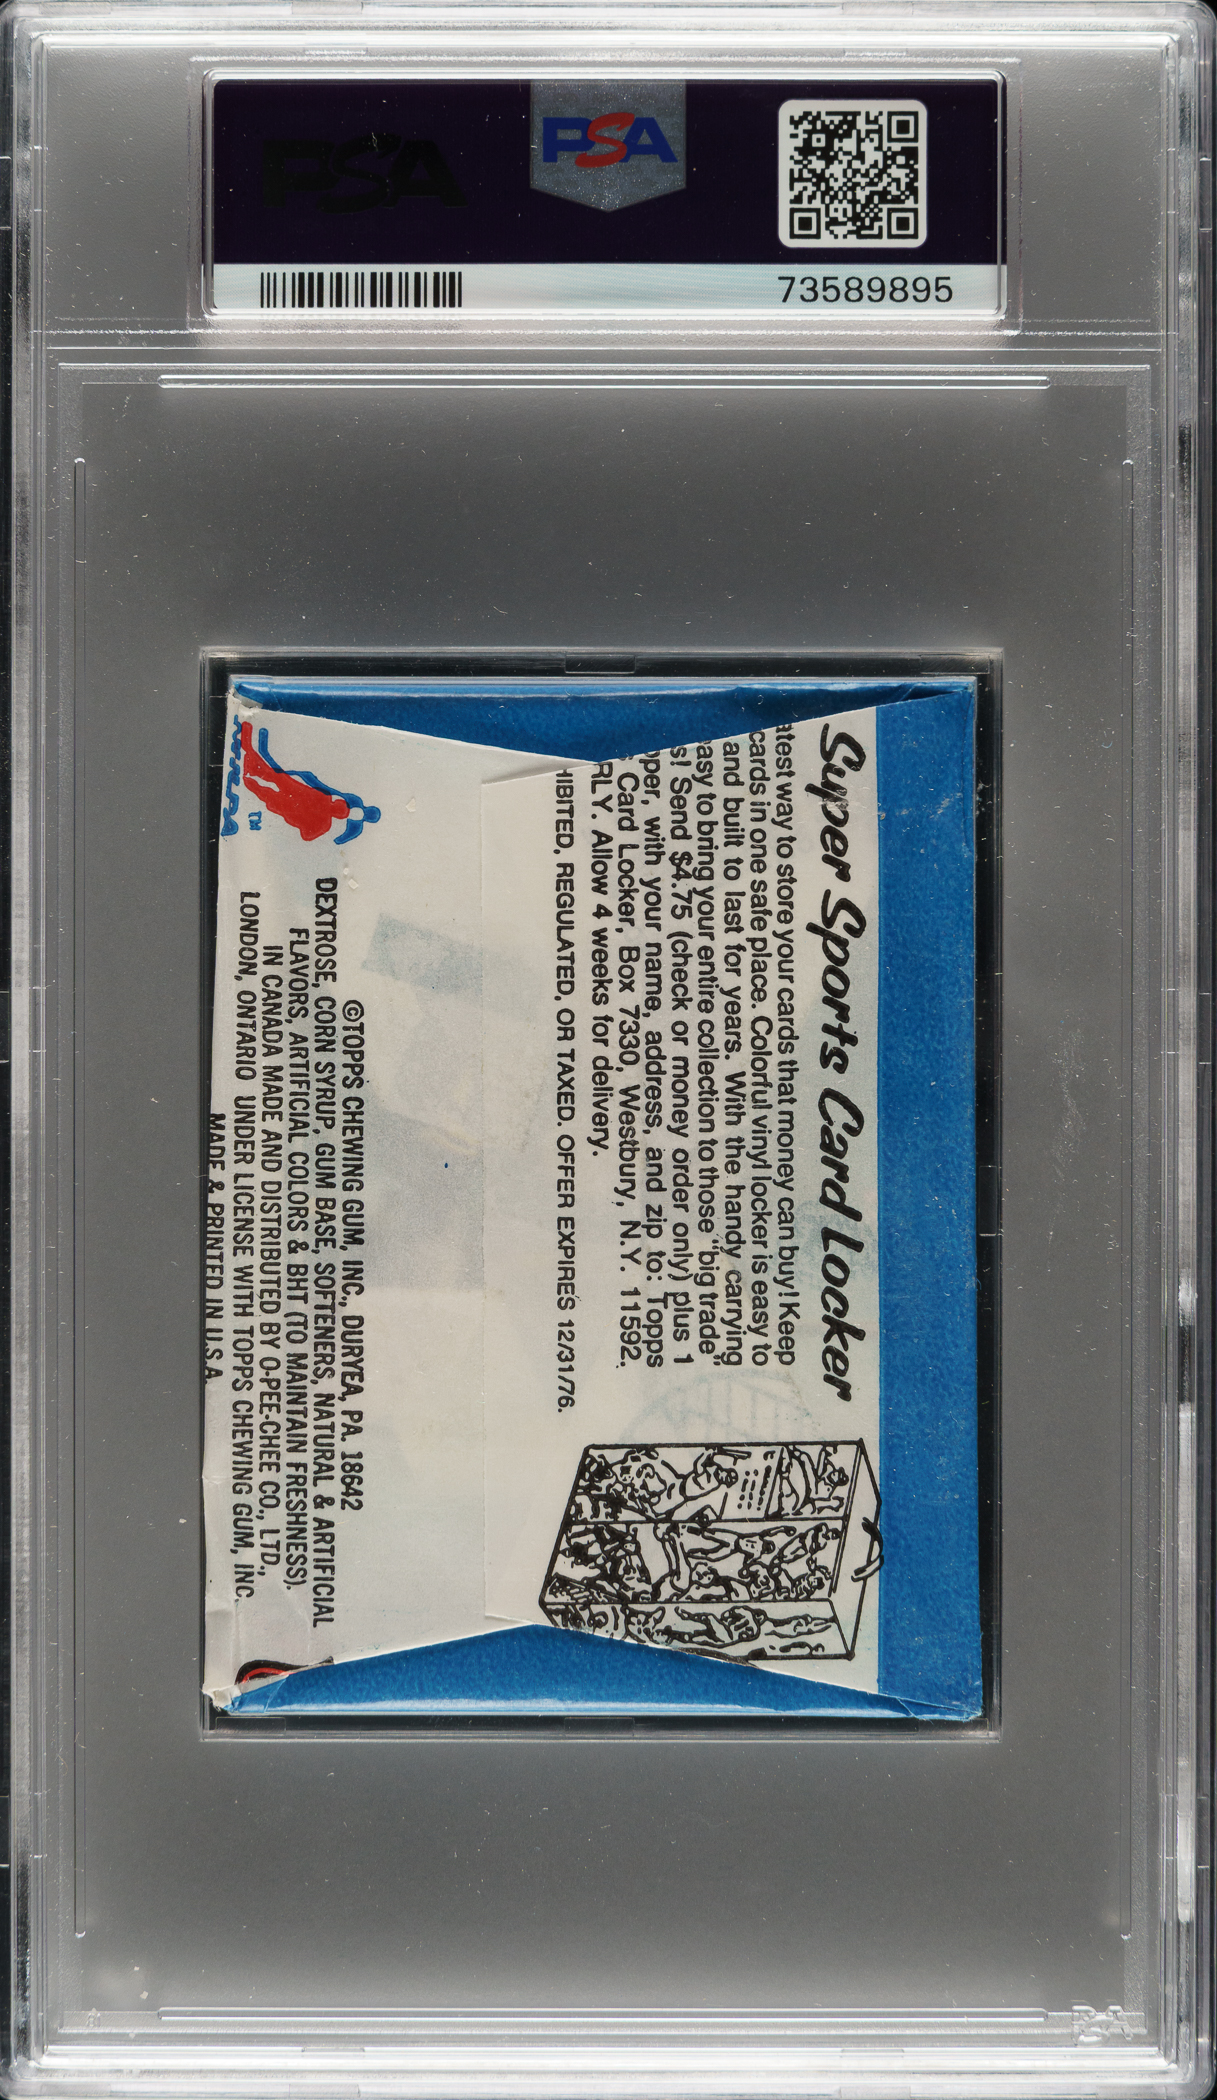 PSA
PSA
73589895
Super Sports Card Locker
way to store your cards that money can buy! Keep
cards in one safe place. Colorful vinyl locker is easy to
and built to last for years. With the handy carrying
to bring your entire collection to those "big trade"
Send $4.75 (check or money order only) plus 1
with your name, address, and zip to: Topps
Card Locker, Box 7330, Westbury, N.Y. 11592.
Allow 4 weeks for delivery.
REGULATED, OR TAXED. OFFER EXPIRES 12/31/76.
©TOPPS CHEWING GUM, INC., DURYEA, PA. 18642
DEXTROSE, CORN SYRUP, GUM BASE, SOFTENERS, NATURAL & ARTIFICIAL
FLAVORS, ARTIFICIAL COLORS & BHT (TO MAINTAIN FRESHNESS).
IN CANADA MADE AND DISTRIBUTED BY O-PEE-CHEE CO., LTD.,
LONDON, ONTARIO UNDER LICENSE WITH TOPPS CHEWING GUM, INC.
MADE & PRINTED IN U.S.A.
NHLPA
TM
PSA